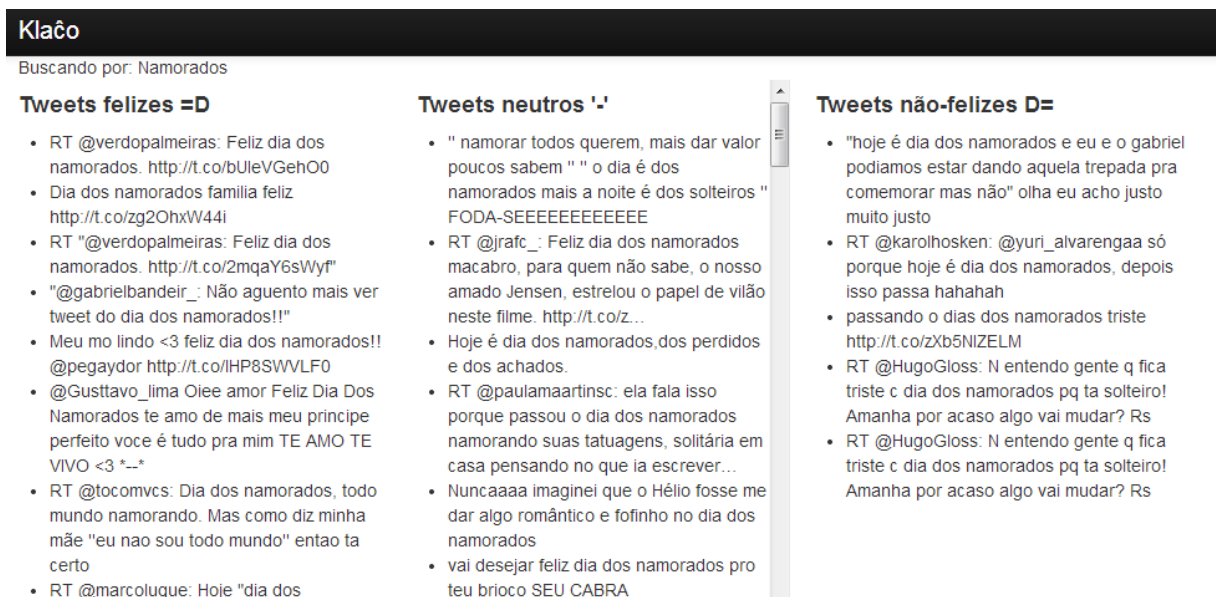 Klaĉo
Buscando por: Namorados
Tweets felizes =D
• RT @verdopalmeiras: Feliz dia dos
namorados. http://t.co/bUleVGehO0
• Dia dos namorados familia feliz
http://t.co/zg2OhxW44i
• RT "@verdopalmeiras: Feliz dia dos
namorados. http://t.co/2mqaY6sWyf"
• "@gabrielbandeir_: Não aguento mais ver
tweet do dia dos namorados!!"
• Meu mo lindo <3 feliz dia dos namorados!!
@pegaydor http://t.co/lHP8SWVLF0
• @Gusttavo_lima Oiee amor Feliz Dia Dos
Namorados te amo de mais meu principe
perfeito voce é tudo pra mim TE AMO TE
VIVO <3 *--*
• RT @tocomvcs: Dia dos namorados, todo
mundo namorando. Mas como diz minha
mãe "eu nao sou todo mundo" entao ta
certo
• RT @marcoluque: Hoje "dia dos
Tweets neutros '-'
• " namorar todos querem, mais dar valor
poucos sabem " " o dia é dos
namorados mais a noite é dos solteiros "
FODA-SEEEEEEEEEEEEE
• RT @jrafc_: Feliz dia dos namorados
macabro, para quem não sabe, o nosso
amado Jensen, estrelou o papel de vilão
neste filme. http://t.co/z…
• Hoje é dia dos namorados,dos perdidos
e dos achados.
• RT @paulamaartinsc: ela fala isso
porque passou o dia dos namorados
namorando suas tatuagens, solitária em
casa pensando no que ia escrever…
• Nuncaaaa imaginei que o Hélio fosse me
dar algo romântico e fofinho no dia dos
namorados
• vai desejar feliz dia dos namorados pro
teu brioco SEU CABRA
Tweets não-felizes D=
• "hoje é dia dos namorados e eu e o gabriel
podiamos estar dando aquela trepada pra
comemorar mas não" olha eu acho justo
muito justo
• RT @karolhosken: @yuri_alvarengaa só
porque hoje é dia dos namorados, depois
isso passa hahahah
• passando o dias dos namorados triste
http://t.co/zXb5NlZELM
• RT @HugoGloss: N entendo gente q fica
triste c dia dos namorados pq ta solteiro!
Amanha por acaso algo vai mudar? Rs
• RT @HugoGloss: N entendo gente q fica
triste c dia dos namorados pq ta solteiro!
Amanha por acaso algo vai mudar? Rs